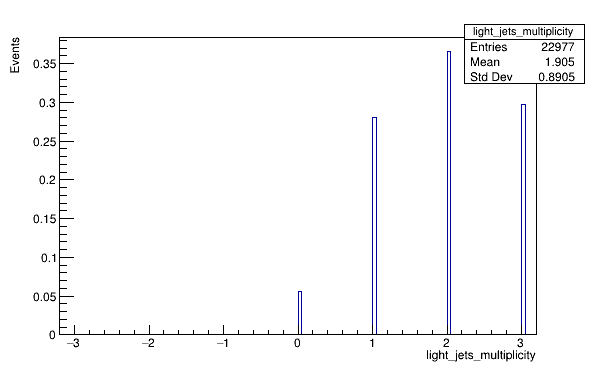 light_jets_multiplicity
Entries 22977
Mean 1.905
Std Dev 0.8905
Events
0.35
0.3
0.25
0.2
0.15
0.1
0.05
0
−3 −2 −1 0 1 2 3
light_jets_multiplicity